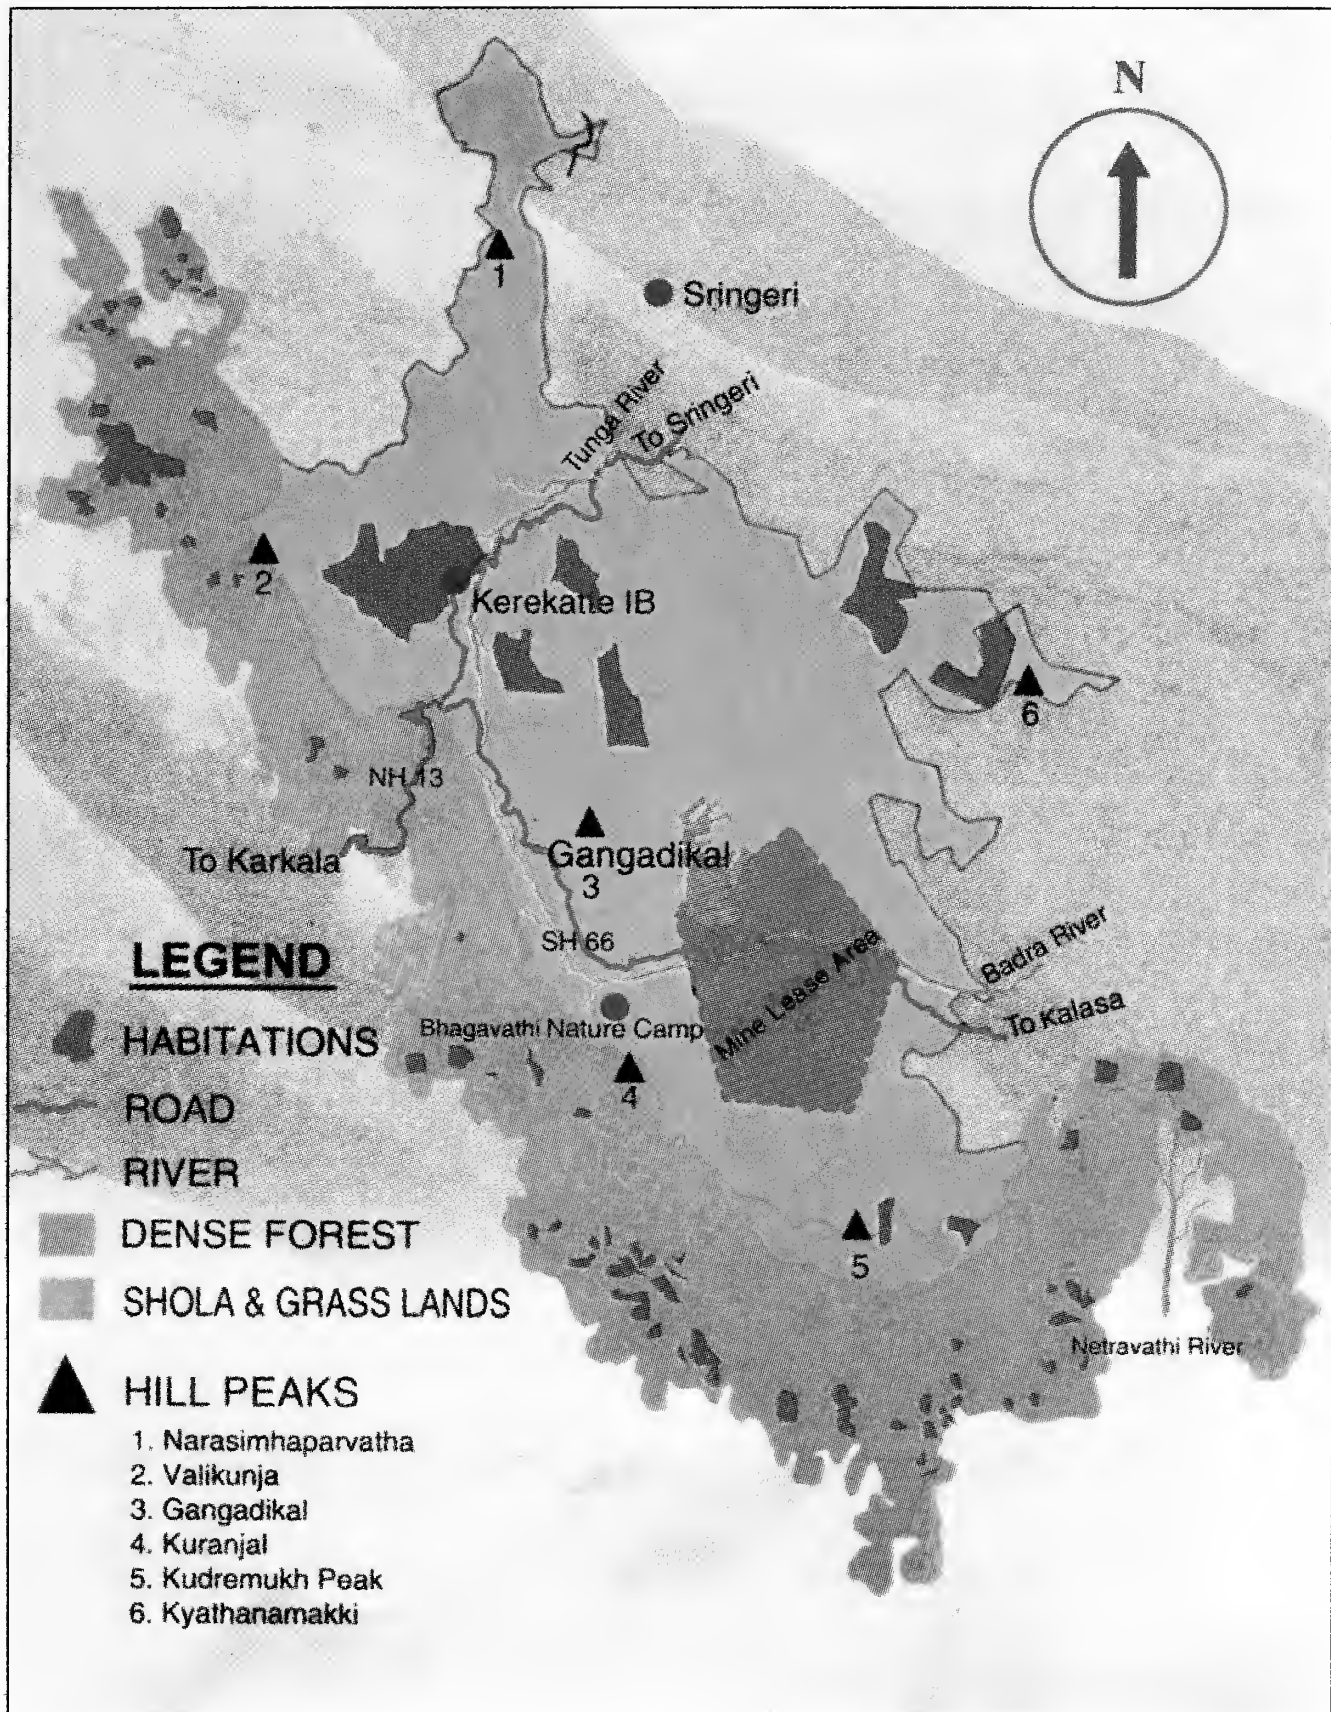 N
1
Sringeri
Tunga River
To Sringeri
2
Kerekatte IB
6
NH 13
To Karkala
Gangadikal
3
SH 66
Mine Lease Area
Badra River
To Kalasa
Bhagavathi Nature Camp
4
5
Netravathi River
LEGEND
HABITATIONS
ROAD
RIVER
DENSE FOREST
SHOLA & GRASS LANDS
HILL PEAKS
1. Narasimhaparvatha
2. Valikunja
3. Gangadikal
4. Kuranjal
5. Kudremukh Peak
6. Kyathanamakki